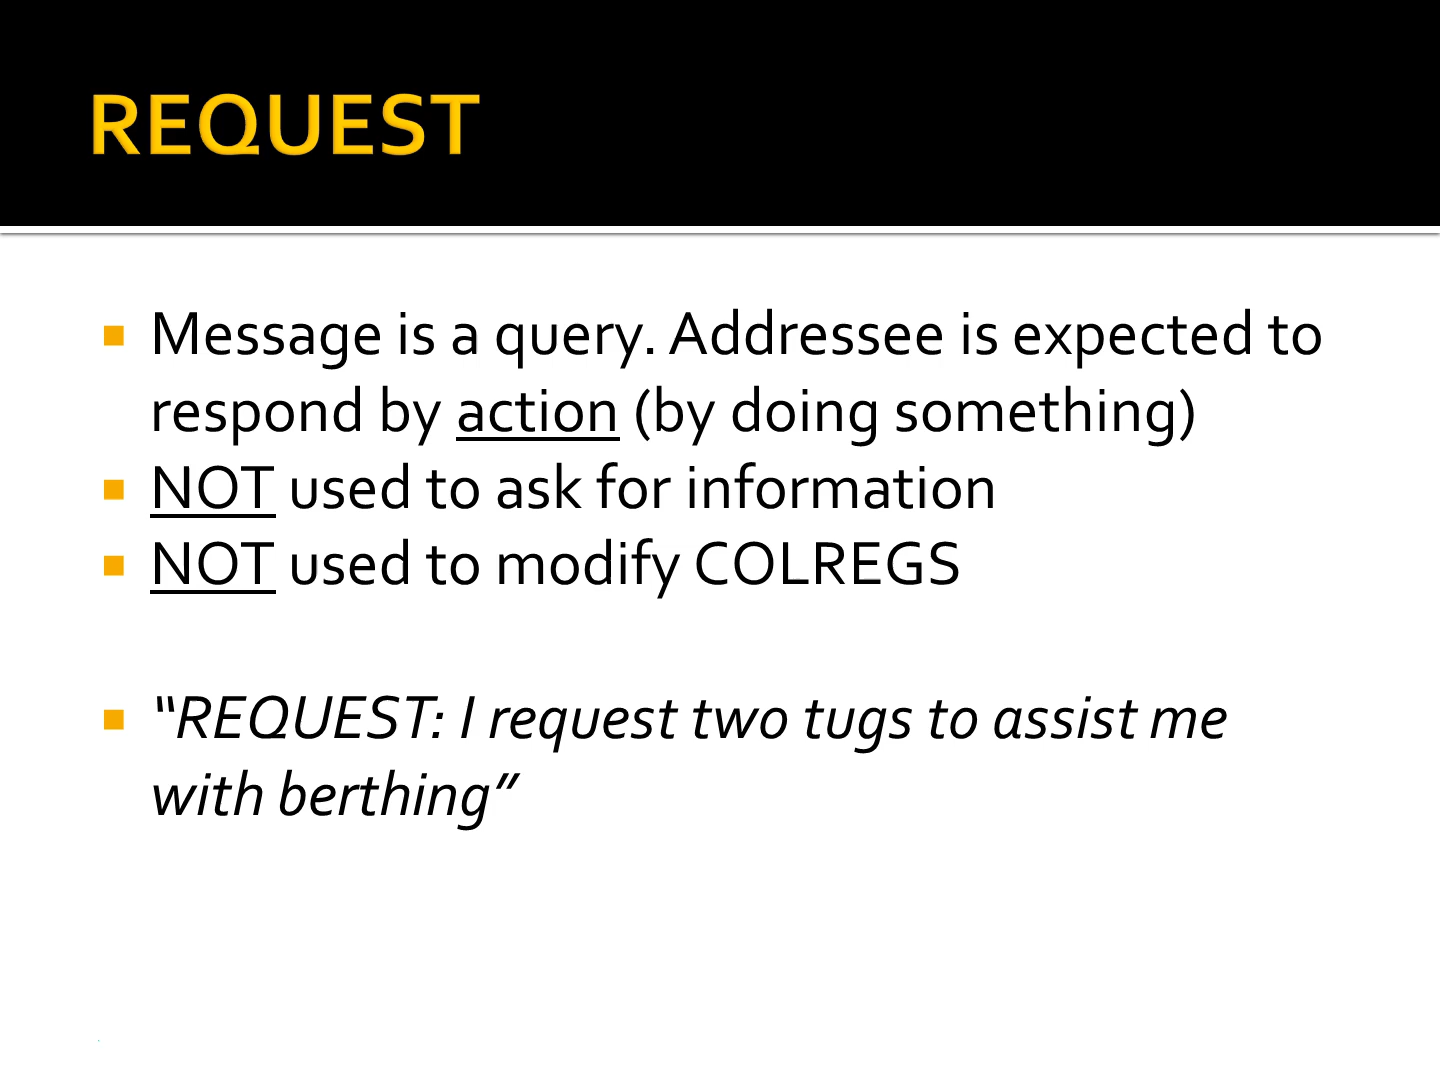 REQUEST
Message is a query. Addressee is expected to
respond by action (by doing something)
NOT used to ask for information
NOT used to modify COLREGS
“REQUEST: I request two tugs to assist me
with berthing”